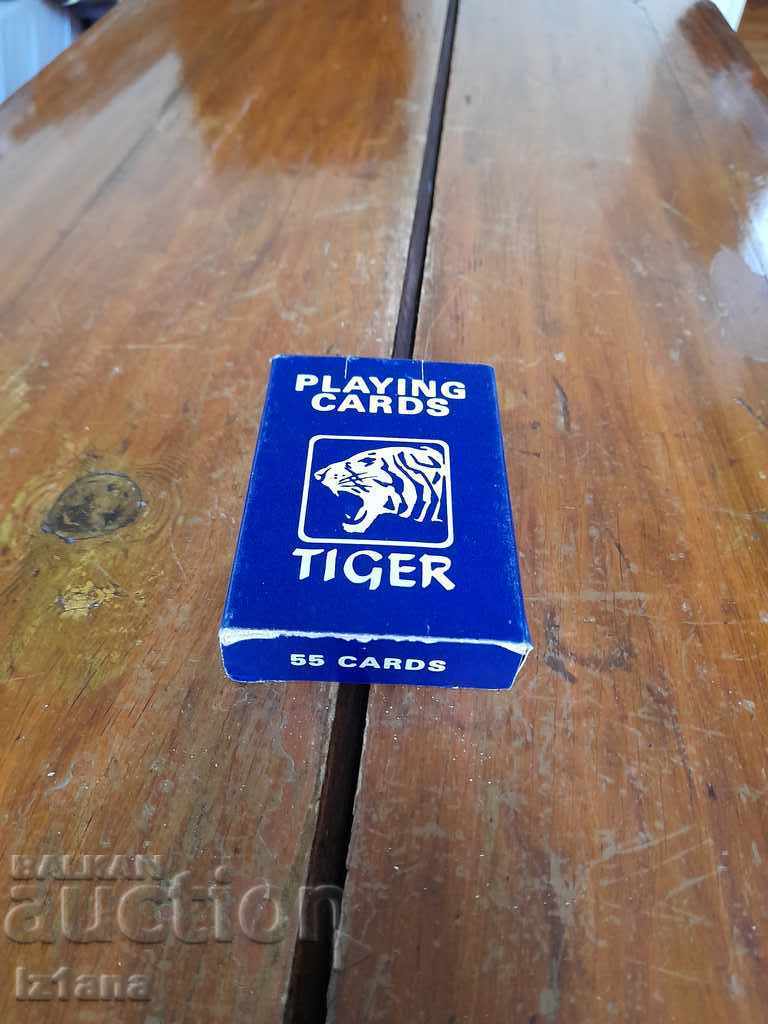 PLAYING
CARDS
TIGER
55 CARDS
BALKAN
auction
iz1ana